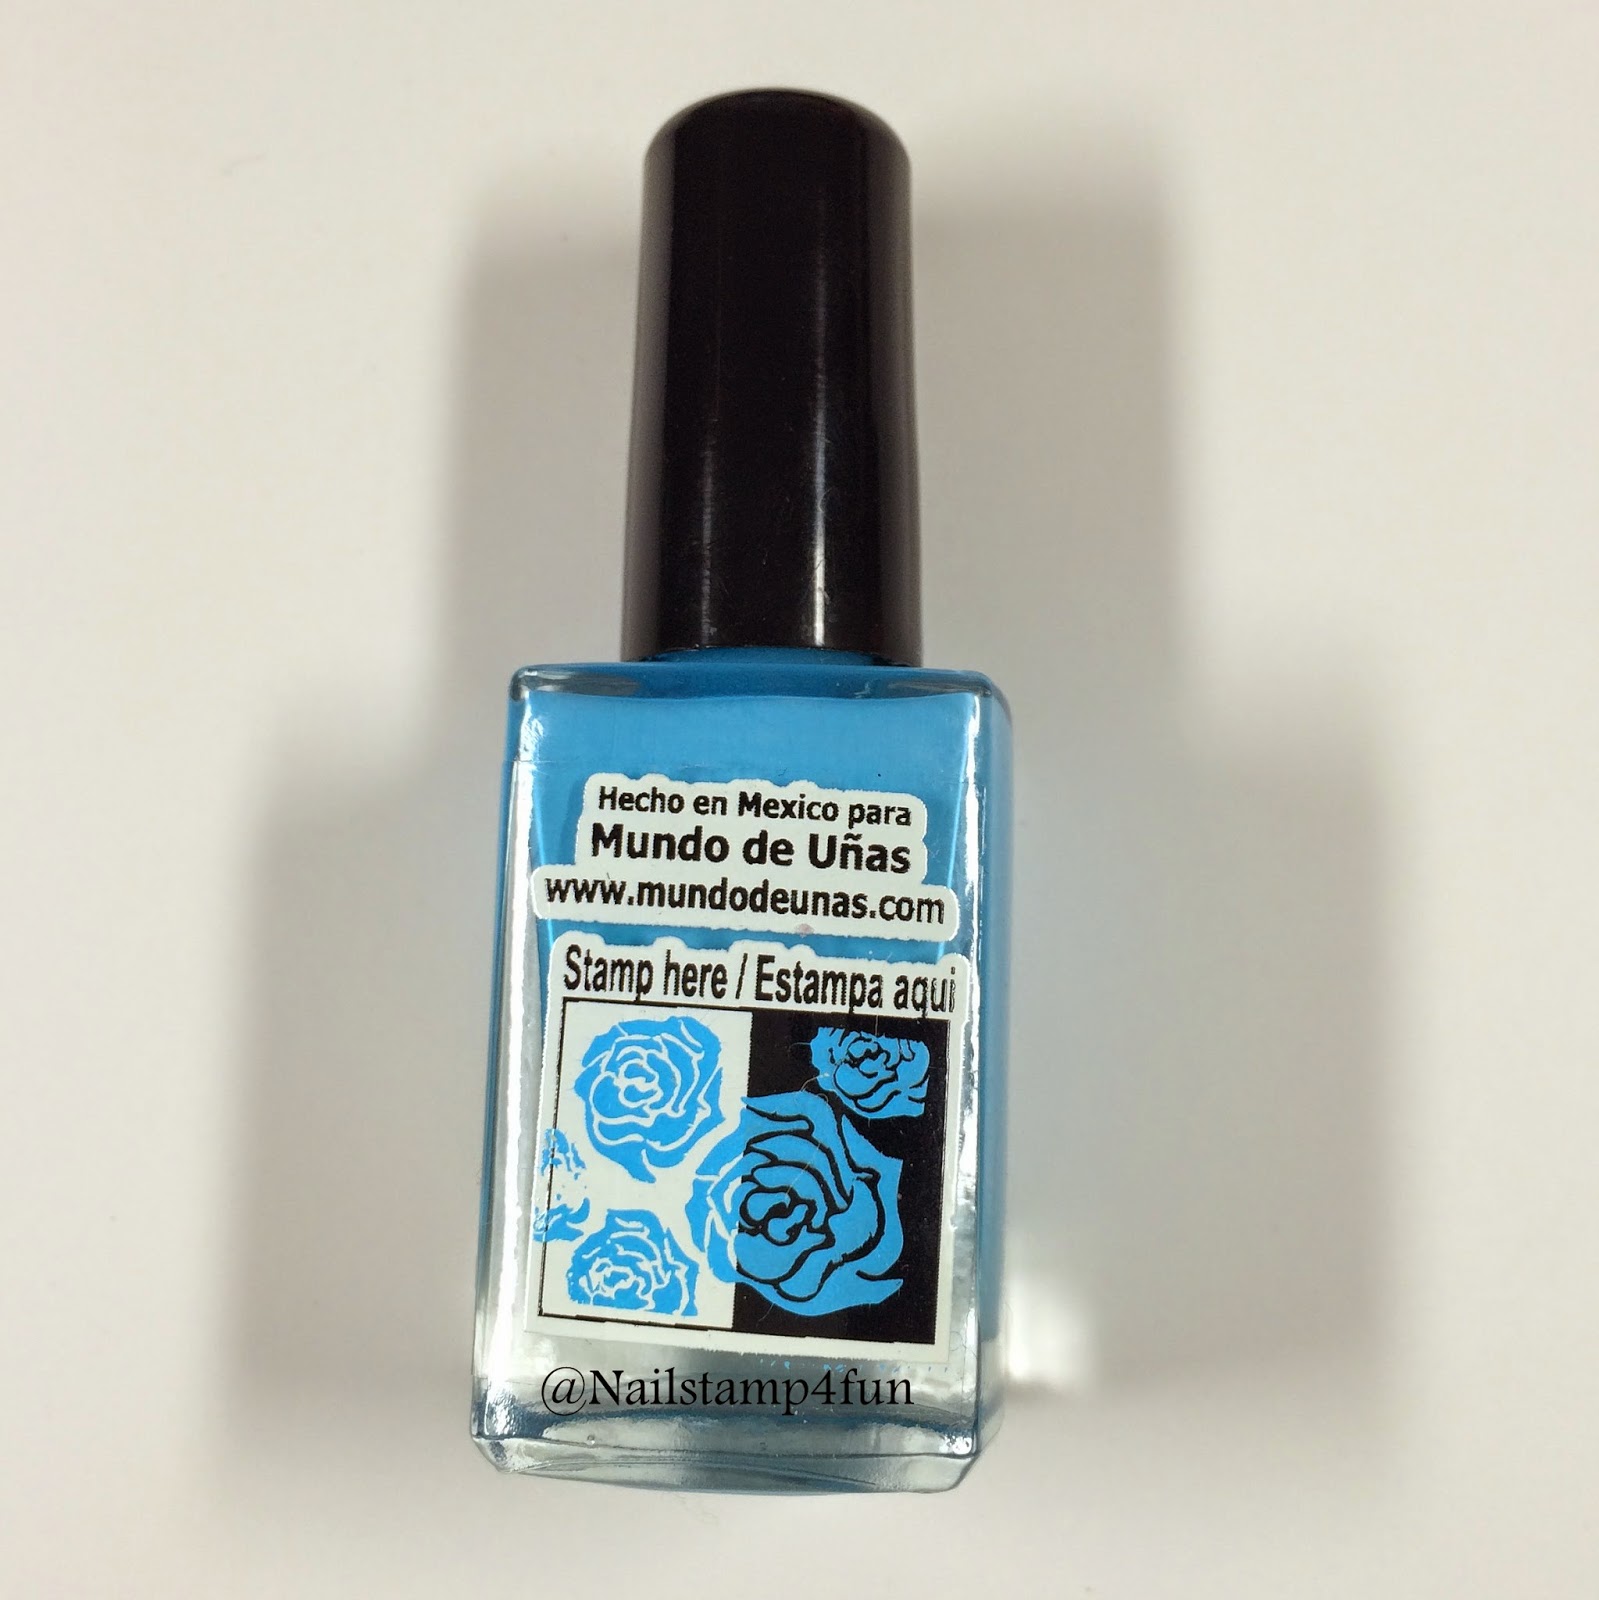 Hecho en Mexico para
Mundo de Uñas
www.mundodeunas.com
Stamp here / Estampa aqui
@Nailstamp4fun